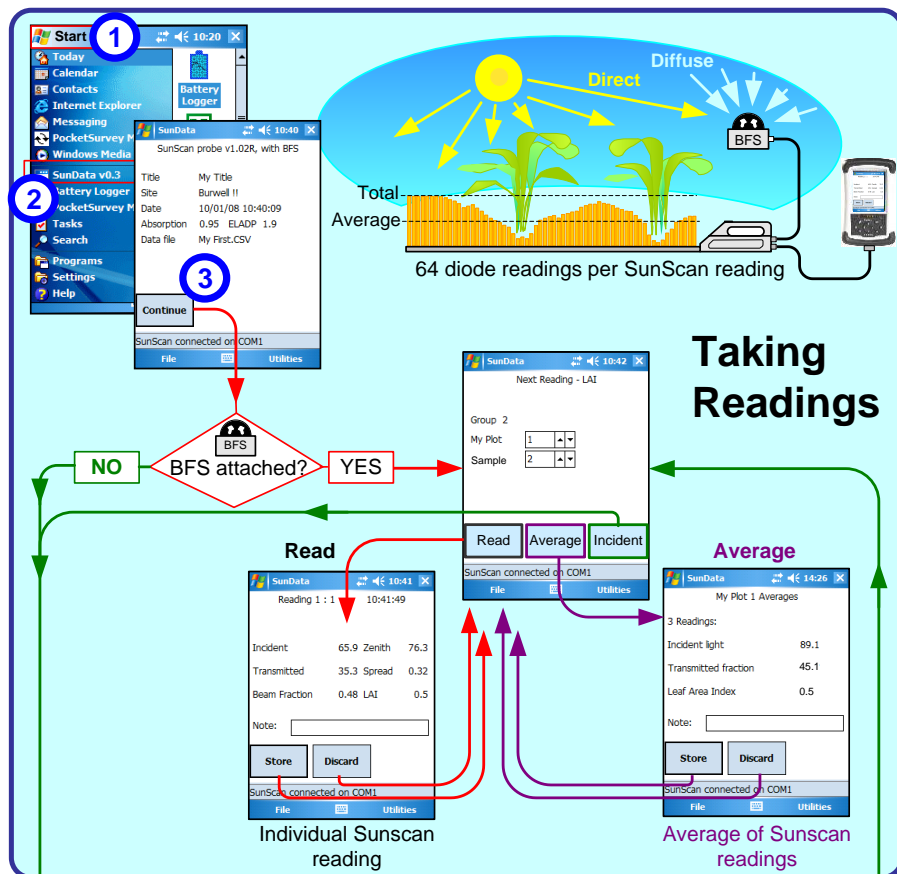 Start
1
10:20
Today
Calendar
Contacts
Internet Explorer
Messaging
PocketSurvey M
Windows Media
SunData v0.3
2
Battery Logger
PocketSurvey M
Tasks
Search
Programs
Settings
Help
Battery
Logger
SunData 10:40
SunScan probe v1.02R, with BFS
Title My Title
Site Burwell !!
Date 10/01/08 10:40:09
Absorption 0.95 ELADP 1.9
Data file My First.CSV
3
Continue
SunScan connected on COM1
File Utilities
Direct
Diffuse
BFS
Total
Average
64 diode readings per SunScan reading
Taking
Readings
BFS
BFS attached?
NO
YES
SunData 10:42
Next Reading - LAI
Group 2
My Plot 1
Sample 2
Read Average Incident
SunScan connected on COM1
File Utilities
Read
SunData 10:41
Reading 1 : 1 10:41:49
Incident 65.9 Zenith 76.3
Transmitted 35.3 Spread 0.32
Beam Fraction 0.48 LAI 0.5
Note:
Store Discard
SunScan connected on COM1
File Utilities
Individual Sunscan
reading
Average
SunData 14:26
My Plot 1 Averages
3 Readings:
Incident light 89.1
Transmitted fraction 45.1
Leaf Area Index 0.5
Note:
Store Discard
SunScan connected on COM1
File Utilities
Average of Sunscan
readings